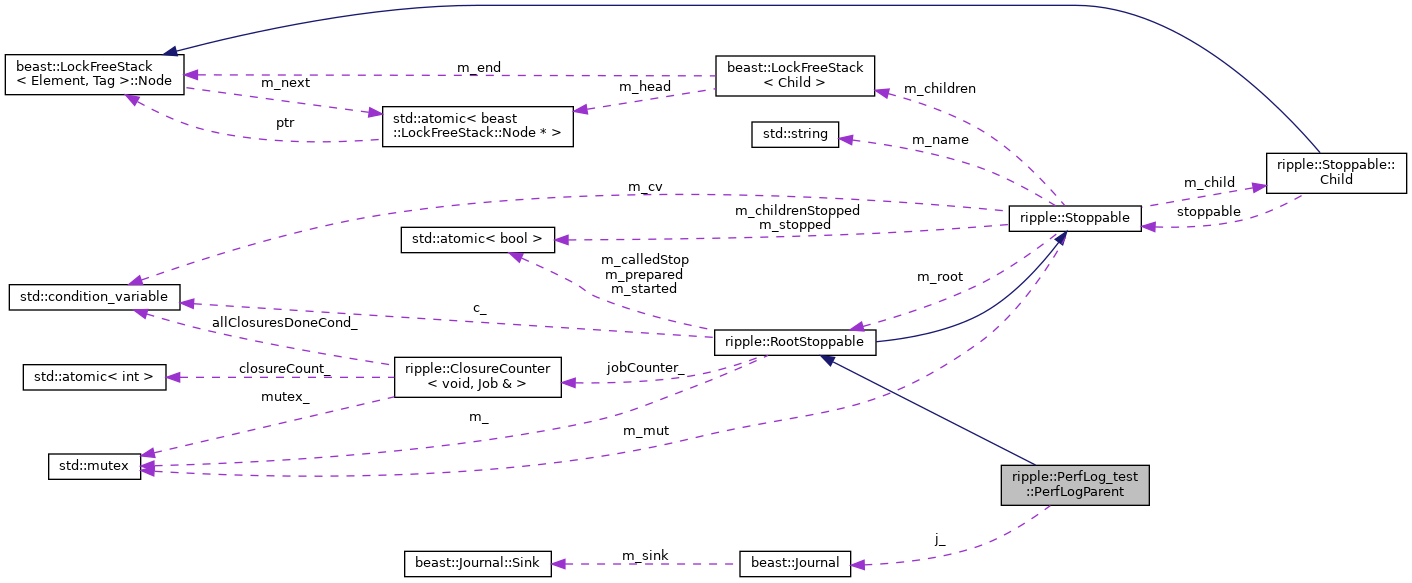 beast::LockFreeStack
< Element, Tag >::Node
m_end
m_next
beast::LockFreeStack
< Child >
m_head
std::atomic< beast
::LockFreeStack::Node * >
ptr
m_children
std::string
m_name
ripple::Stoppable::
Child
m_child
stoppable
m_cv
ripple::Stoppable
m_childrenStopped
m_stopped
std::atomic< bool >
m_calledStop
m_prepared
m_started
m_root
std::condition_variable
c_
allClosuresDoneCond_
ripple::RootStoppable
std::atomic< int >
closureCount_
ripple::ClosureCounter
< void, Job & >
jobCounter_
mutex_
m_
m_mut
std::mutex
ripple::PerfLog_test
::PerfLogParent
j_
beast::Journal::Sink
m_sink
beast::Journal